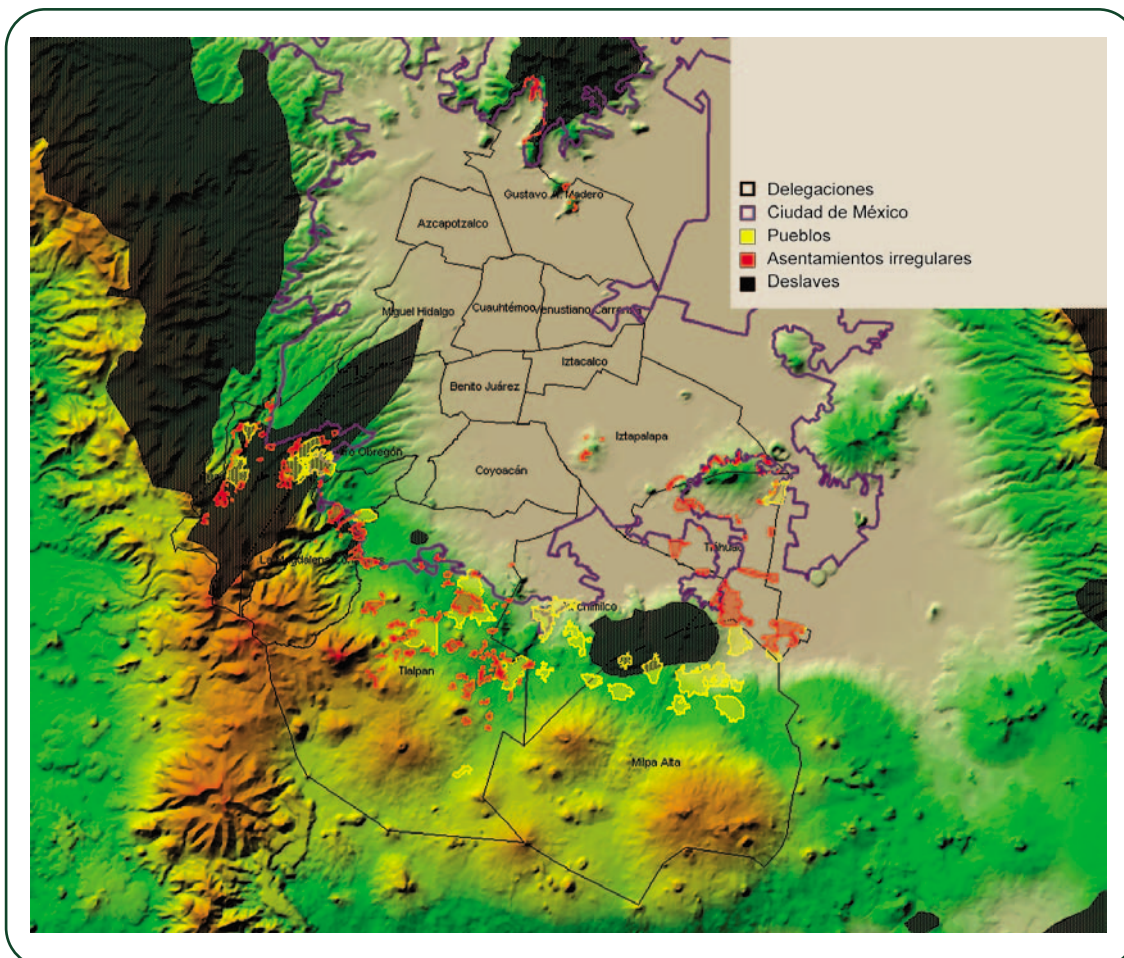 Delegaciones
Ciudad de México
Pueblos
Asentamientos irregulares
Deslaves
Gustavo A. Madero
Azcapotzalco
Miguel Hidalgo
Cuauhtémoc
Venustiano Carranza
Iztacalco
Benito Juárez
Iztapalapa
Obregón
Coyoacán
Tláhuac
Tlalpan
Milpa Alta